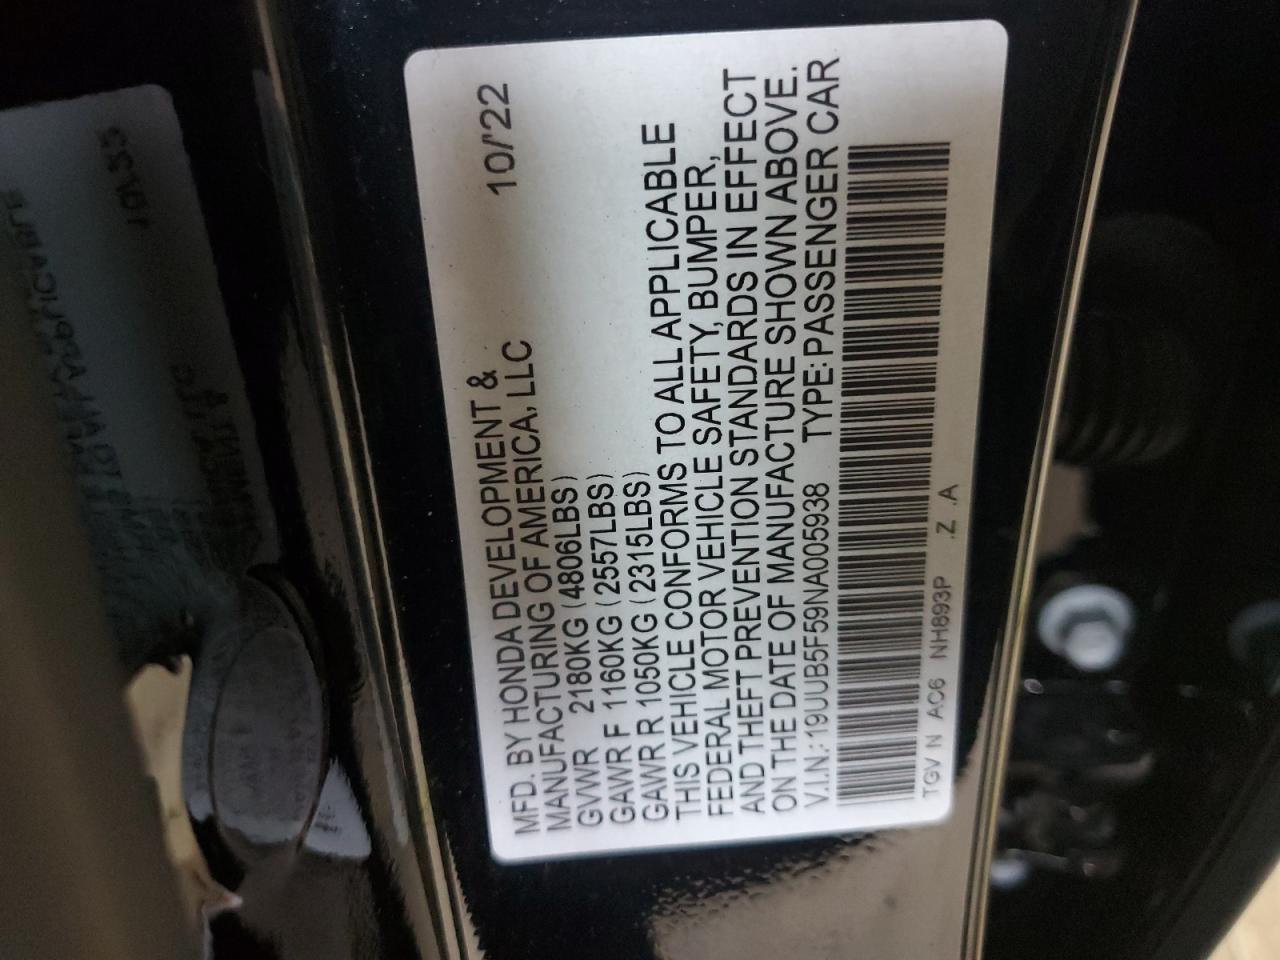 MFD. BY HONDA DEVELOPMENT &
MANUFACTURING OF AMERICA, LLC 10/'22
GVWR 2180KG (4806LBS)
GAWR F 1160KG (2557LBS)
GAWR R 1050KG (2315LBS)
THIS VEHICLE CONFORMS TO ALL APPLICABLE
FEDERAL MOTOR VEHICLE SAFETY, BUMPER,
AND THEFT PREVENTION STANDARDS IN EFFECT
ON THE DATE OF MANUFACTURE SHOWN ABOVE.
V.I.N.: 19UUB5F59NA005938 TYPE: PASSENGER CAR
TGV N AC6 NH893P .Z .A